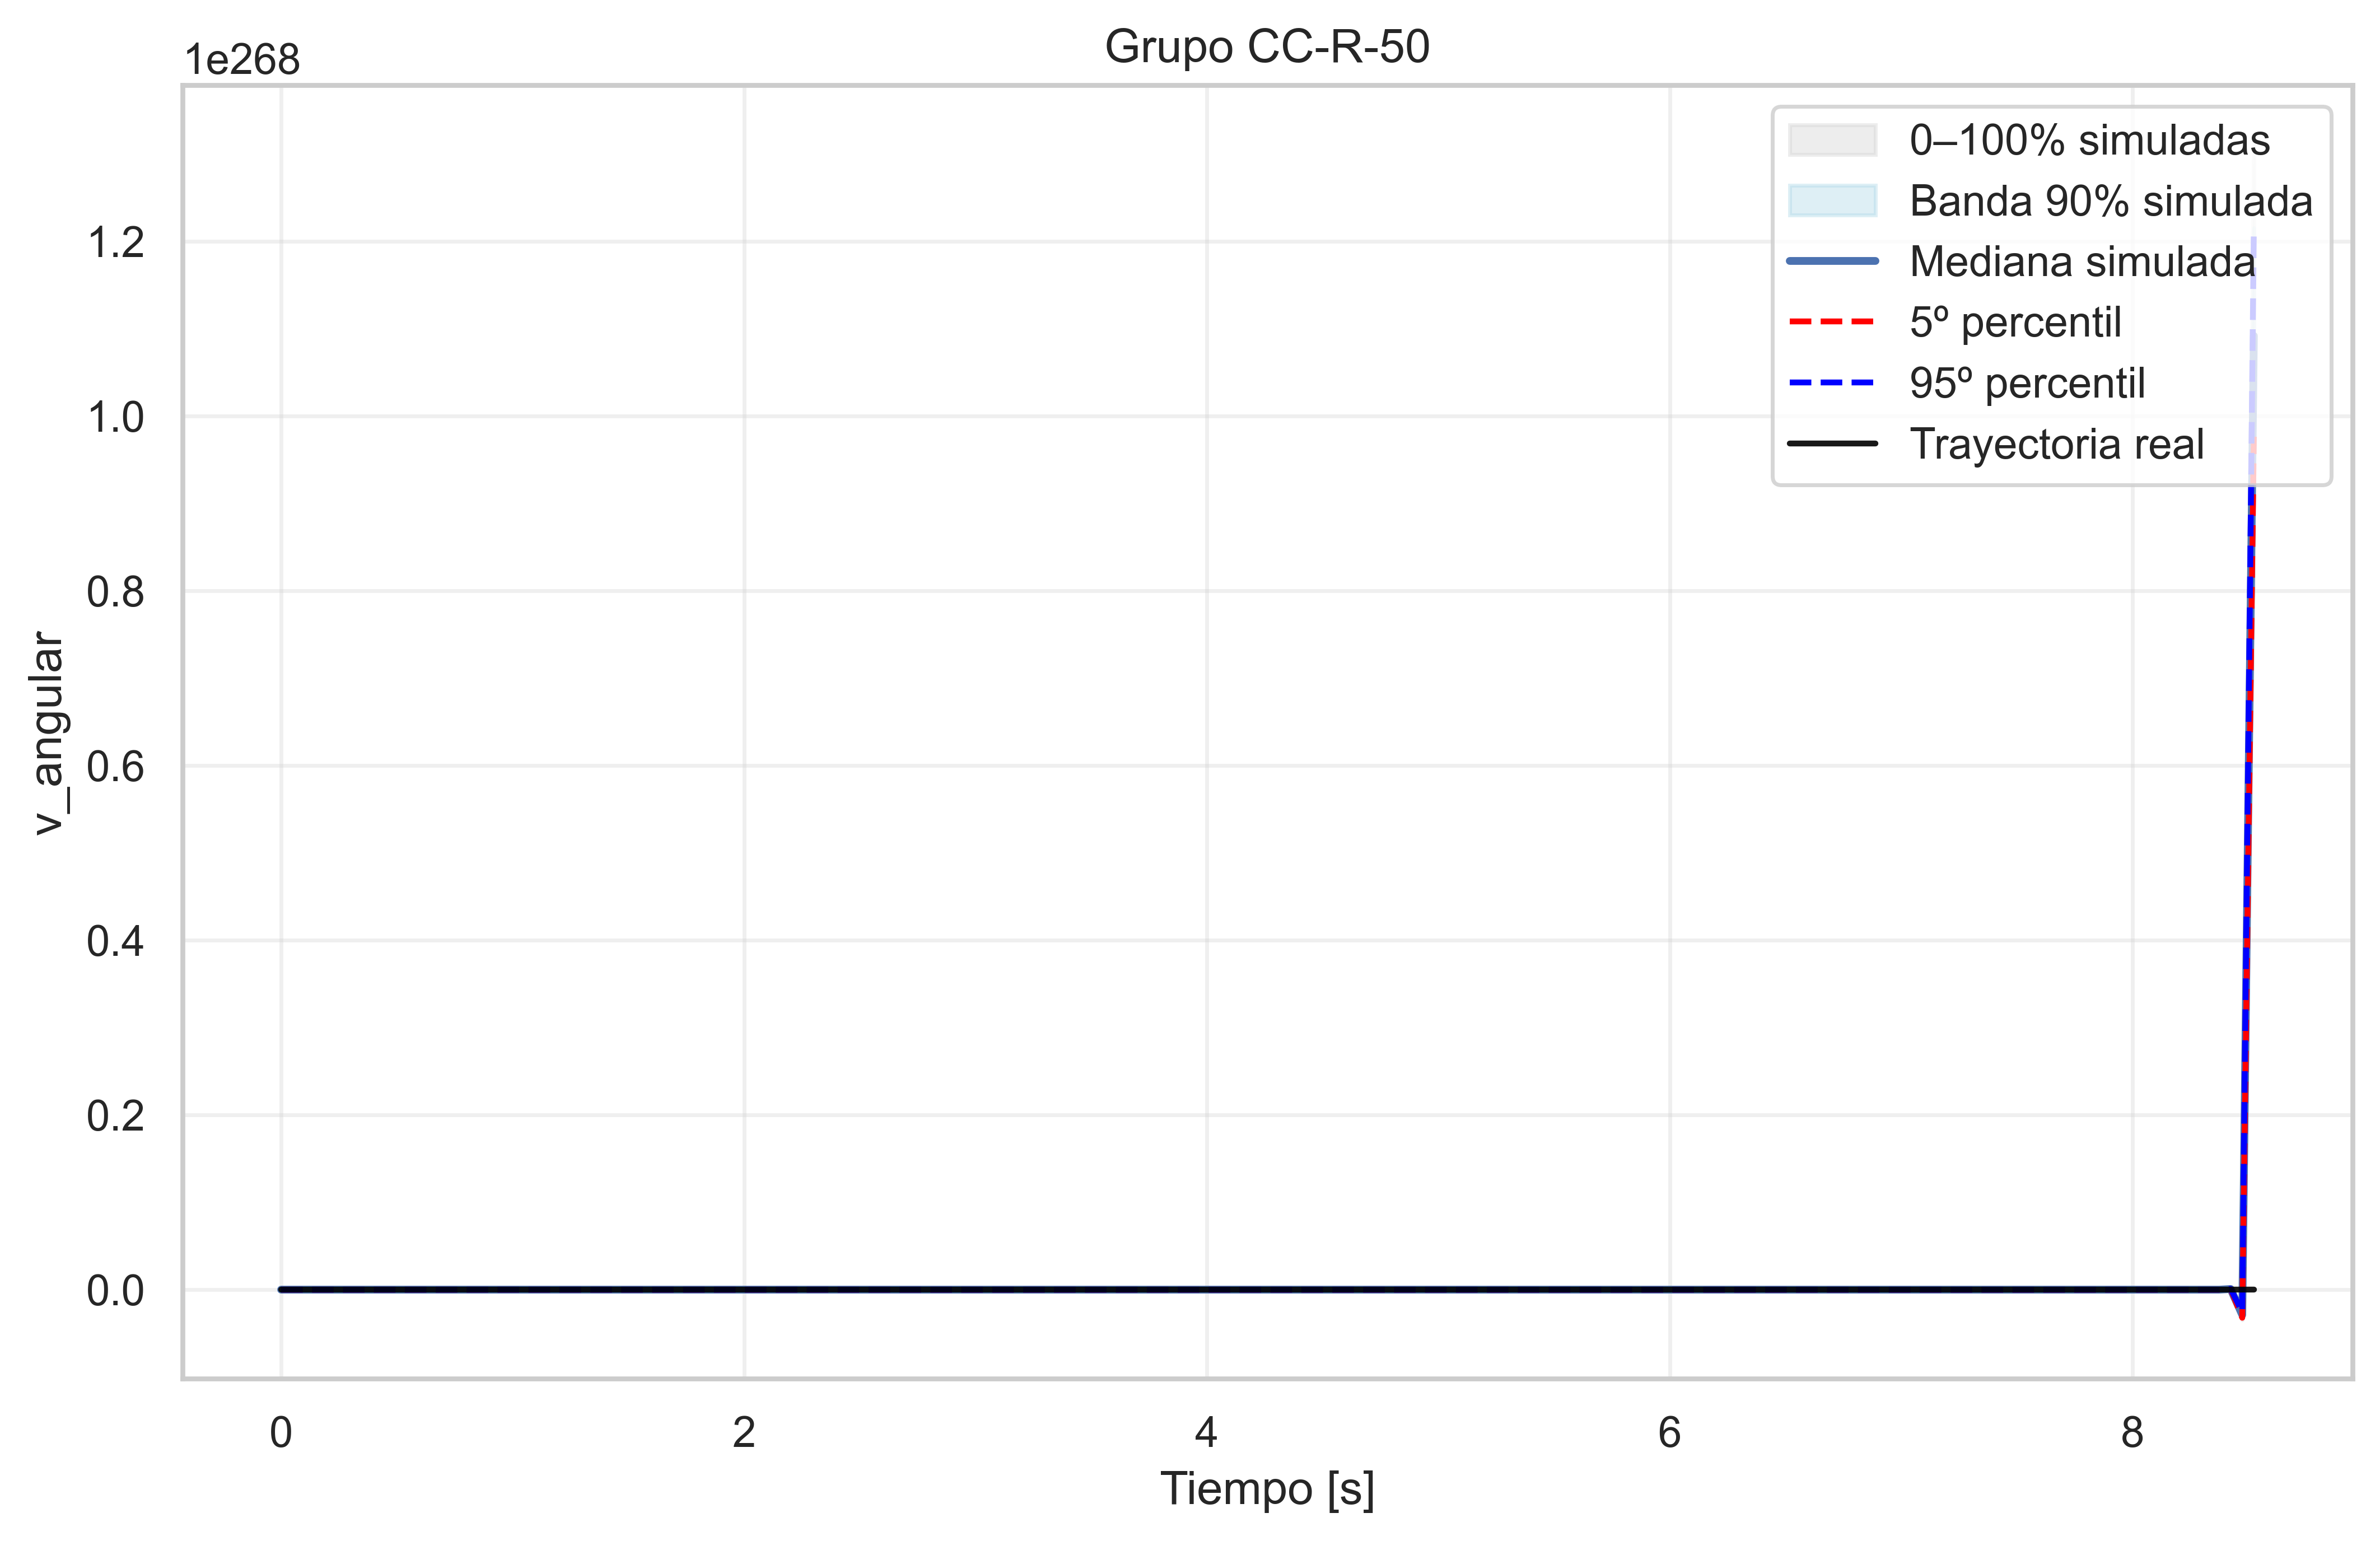 Grupo CC-R-50
1e268
0–100% simuladas
Banda 90% simulada
Mediana simulada
5º percentil
95º percentil
Trayectoria real
1.2
1.0
0.8
0.6
0.4
0.2
0.0
v_angular
0 2 4 6 8
Tiempo [s]